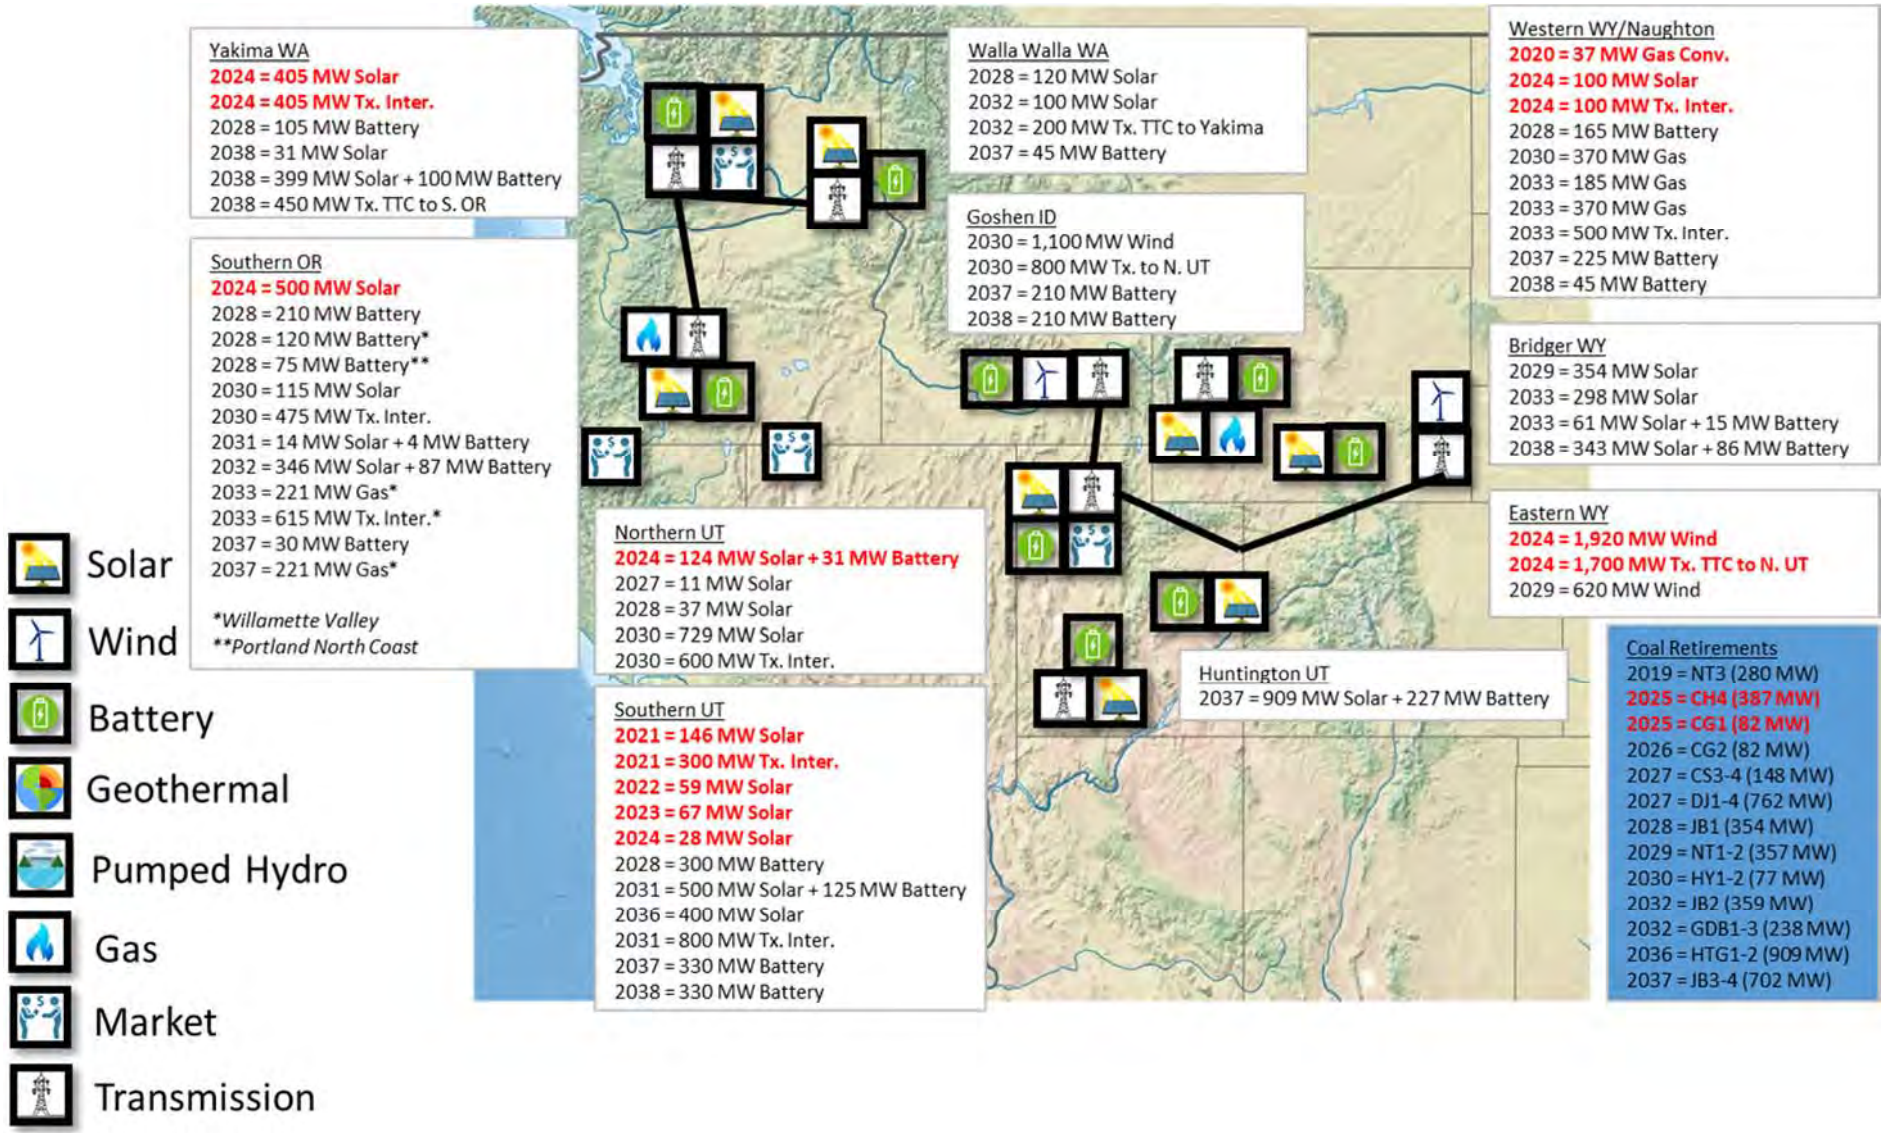 Yakima WA
2024 = 405 MW Solar
2024 = 405 MW Tx. Inter.
2028 = 105 MW Battery
2038 = 31 MW Solar
2038 = 399 MW Solar + 100 MW Battery
2038 = 450 MW Tx. TTC to S. OR
Southern OR
2024 = 500 MW Solar
2028 = 210 MW Battery
2028 = 120 MW Battery*
2028 = 75 MW Battery**
2030 = 115 MW Solar
2030 = 475 MW Tx. Inter.
2031 = 14 MW Solar + 4 MW Battery
2032 = 346 MW Solar + 87 MW Battery
2033 = 221 MW Gas*
2033 = 615 MW Tx. Inter.*
2037 = 30 MW Battery
2037 = 221 MW Gas*
*Willamette Valley
**Portland North Coast
Walla Walla WA
2028 = 120 MW Solar
2032 = 100 MW Solar
2032 = 200 MW Tx. TTC to Yakima
2037 = 45 MW Battery
Goshen ID
2030 = 1,100 MW Wind
2030 = 800 MW Tx. to N. UT
2037 = 210 MW Battery
2038 = 210 MW Battery
Western WY/Naughton
2020 = 37 MW Gas Conv.
2024 = 100 MW Solar
2024 = 100 MW Tx. Inter.
2028 = 165 MW Battery
2030 = 370 MW Gas
2033 = 185 MW Gas
2033 = 370 MW Gas
2033 = 500 MW Tx. Inter.
2037 = 225 MW Battery
2038 = 45 MW Battery
Bridger WY
2029 = 354 MW Solar
2033 = 298 MW Solar
2033 = 61 MW Solar + 15 MW Battery
2038 = 343 MW Solar + 86 MW Battery
Eastern WY
2024 = 1,920 MW Wind
2024 = 1,700 MW Tx. TTC to N. UT
2029 = 620 MW Wind
Northern UT
2024 = 124 MW Solar + 31 MW Battery
2027 = 11 MW Solar
2028 = 37 MW Solar
2030 = 729 MW Solar
2030 = 600 MW Tx. Inter.
Southern UT
2021 = 146 MW Solar
2021 = 300 MW Tx. Inter.
2022 = 59 MW Solar
2023 = 67 MW Solar
2024 = 28 MW Solar
2028 = 300 MW Battery
2031 = 500 MW Solar + 125 MW Battery
2036 = 400 MW Solar
2031 = 800 MW Tx. Inter.
2037 = 330 MW Battery
2038 = 330 MW Battery
Huntington UT
2037 = 909 MW Solar + 227 MW Battery
Coal Retirements
2019 = NT3 (280 MW)
2025 = CH4 (387 MW)
2025 = CG1 (82 MW)
2026 = CG2 (82 MW)
2027 = CS3-4 (148 MW)
2027 = DJ1-4 (762 MW)
2028 = JB1 (354 MW)
2029 = NT1-2 (357 MW)
2030 = HY1-2 (77 MW)
2032 = JB2 (359 MW)
2032 = GDB1-3 (238 MW)
2036 = HTG1-2 (909 MW)
2037 = JB3-4 (702 MW)
Solar
Wind
Battery
Geothermal
Pumped Hydro
Gas
Market
Transmission